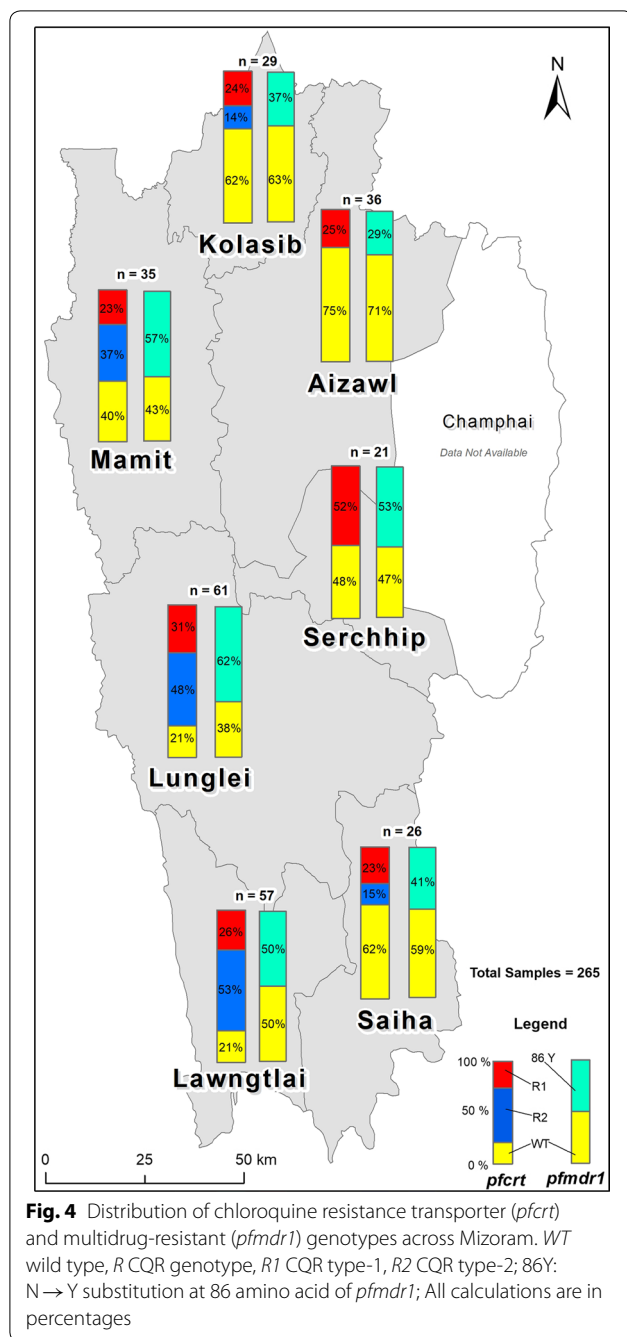 n = 29
N
24%
37%
14%
62%
63%
Kolasib
n = 36
25%
29%
75%
71%
Aizawl
n = 35
23%
57%
37%
40%
43%
Mamit
Champhai
Data Not Available
n = 21
52%
53%
48%
47%
Serchhip
n = 61
31%
62%
48%
21%
38%
Lunglei
n = 26
23%
41%
15%
62%
59%
Saiha
n = 57
26%
50%
53%
50%
21%
Lawngtlai
Total Samples = 265
Legend
100 %
86 Y
R1
50 %
R2
WT
0 %
pfcrt
pfmdr1
0 25 50 km
Fig. 4 Distribution of chloroquine resistance transporter (pfcrt)
and multidrug-resistant (pfmdr1) genotypes across Mizoram. WT
wild type, R CQR genotype, R1 CQR type-1, R2 CQR type-2; 86Y:
N → Y substitution at 86 amino acid of pfmdr1; All calculations are in
percentages